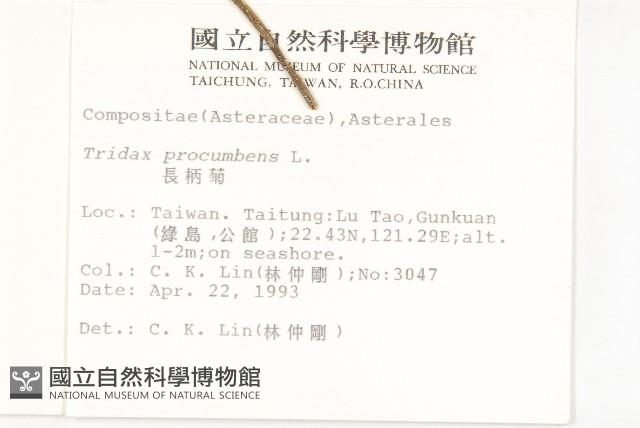 國立自然科學博物館
NATIONAL MUSEUM OF NATURAL SCIENCE
TAICHUNG, TAIWAN, R.O.CHINA
Compositae(Asteraceae),Asterales
Tridax procumbens L.
長柄菊
Loc.: Taiwan. Taitung:Lu Tao,Gunkuan
(綠島,公館);22.43N,121.29E;alt.
1-2m;on seashore.
Col.: C. K. Lin(林仲剛);No:3047
Date: Apr. 22, 1993
Det.: C. K. Lin(林仲剛)
國立自然科學博物館
NATIONAL MUSEUM OF NATURAL SCIENCE